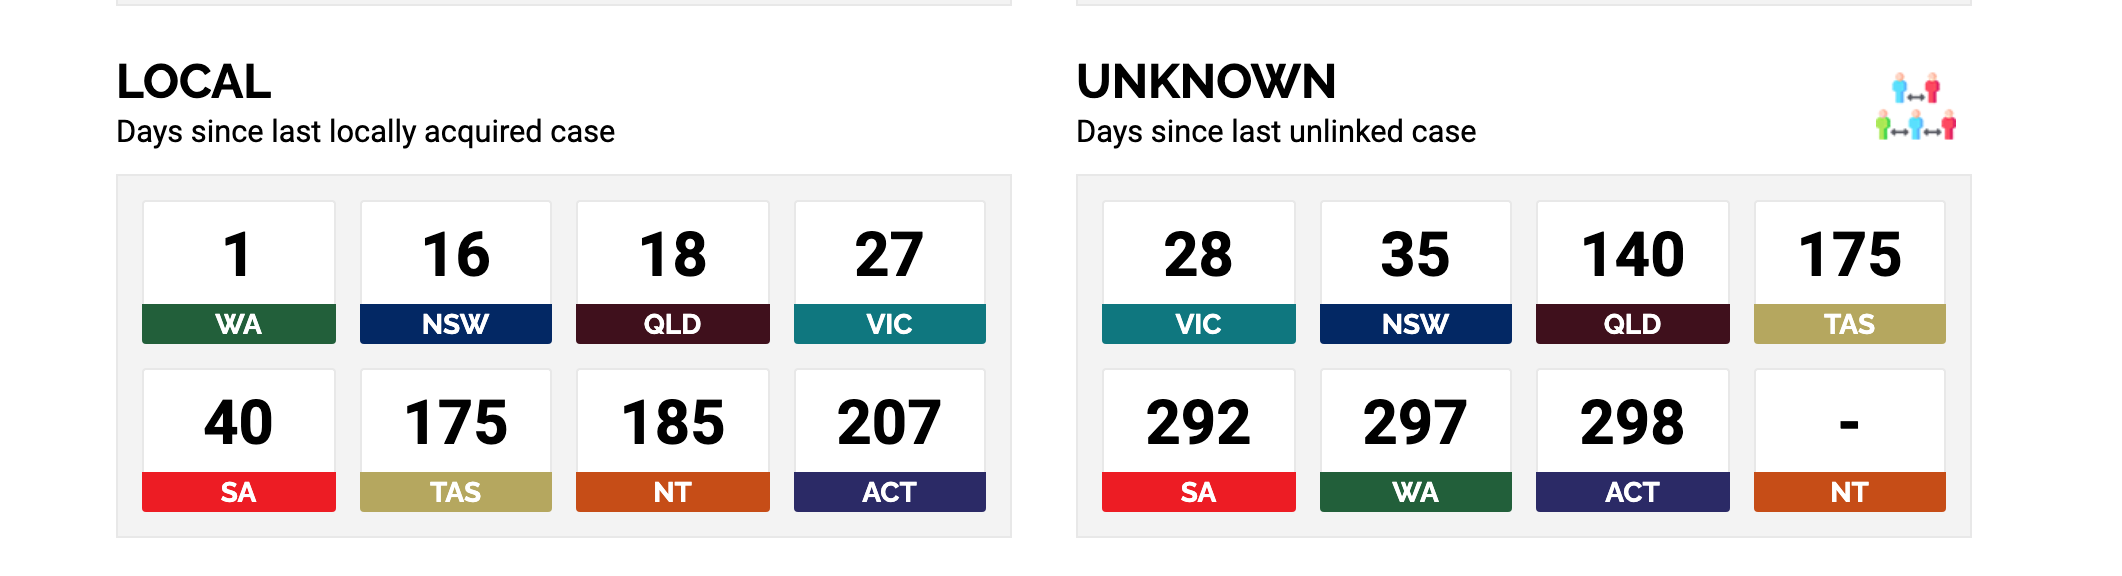 LOCAL
Days since last locally acquired case
1
WA
16
NSW
18
QLD
27
VIC
40
SA
175
TAS
185
NT
207
ACT
UNKNOWN
Days since last unlinked case
28
VIC
35
NSW
140
QLD
175
TAS
292
SA
297
WA
298
ACT
-
NT